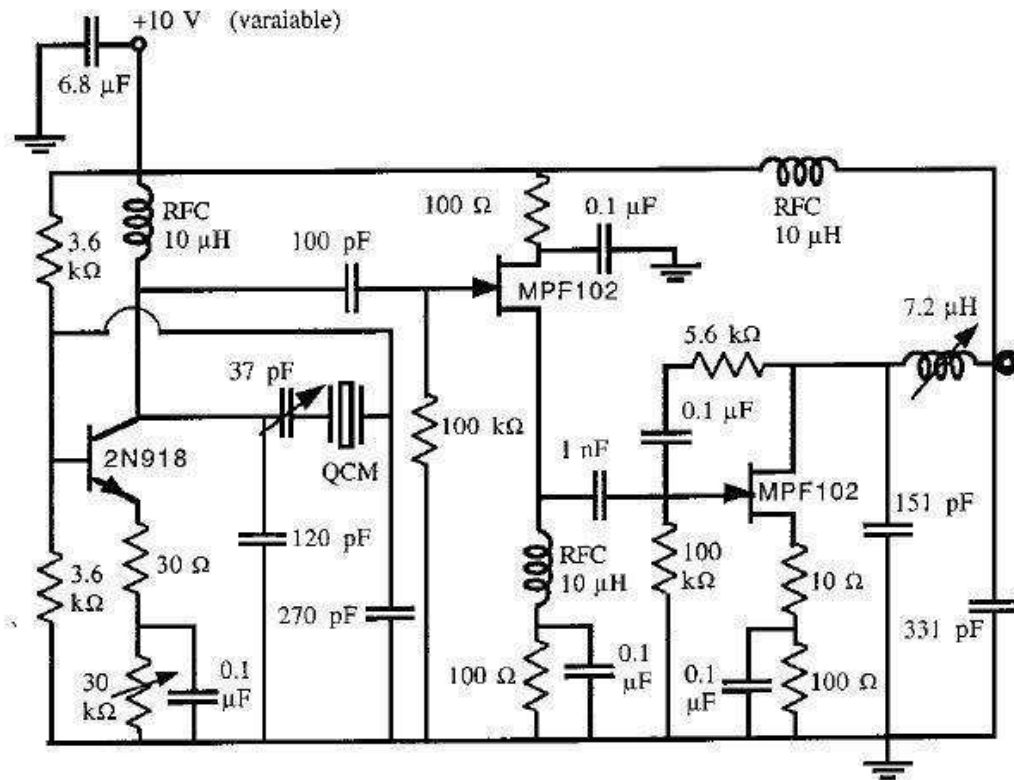 +10 V (varaiable)
6.8 µF
RFC
10 µH
3.6
kΩ
100 pF
100 Ω
0.1 µF
RFC
10 µH
MPF102
7.2 µH
5.6 kΩ
37 pF
0.1 µF
100 kΩ
1 nF
2N918
QCM
MPF102
151 pF
120 pF
30 Ω
RFC
10 µH
100
kΩ
10 Ω
3.6
kΩ
270 pF
331 pF
30
kΩ
0.1
µF
100 Ω
0.1
µF
0.1
µF
100 Ω